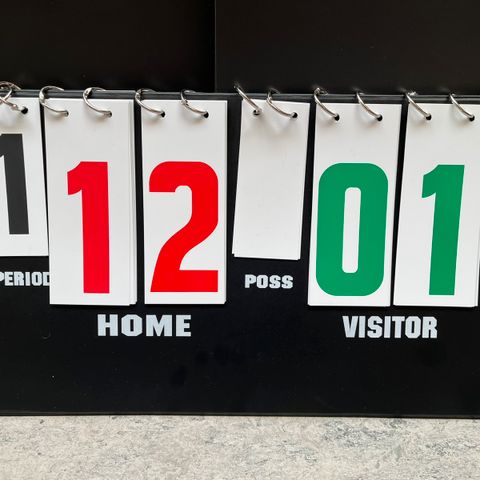 1 12 01
PERIOD POSS
HOME VISITOR